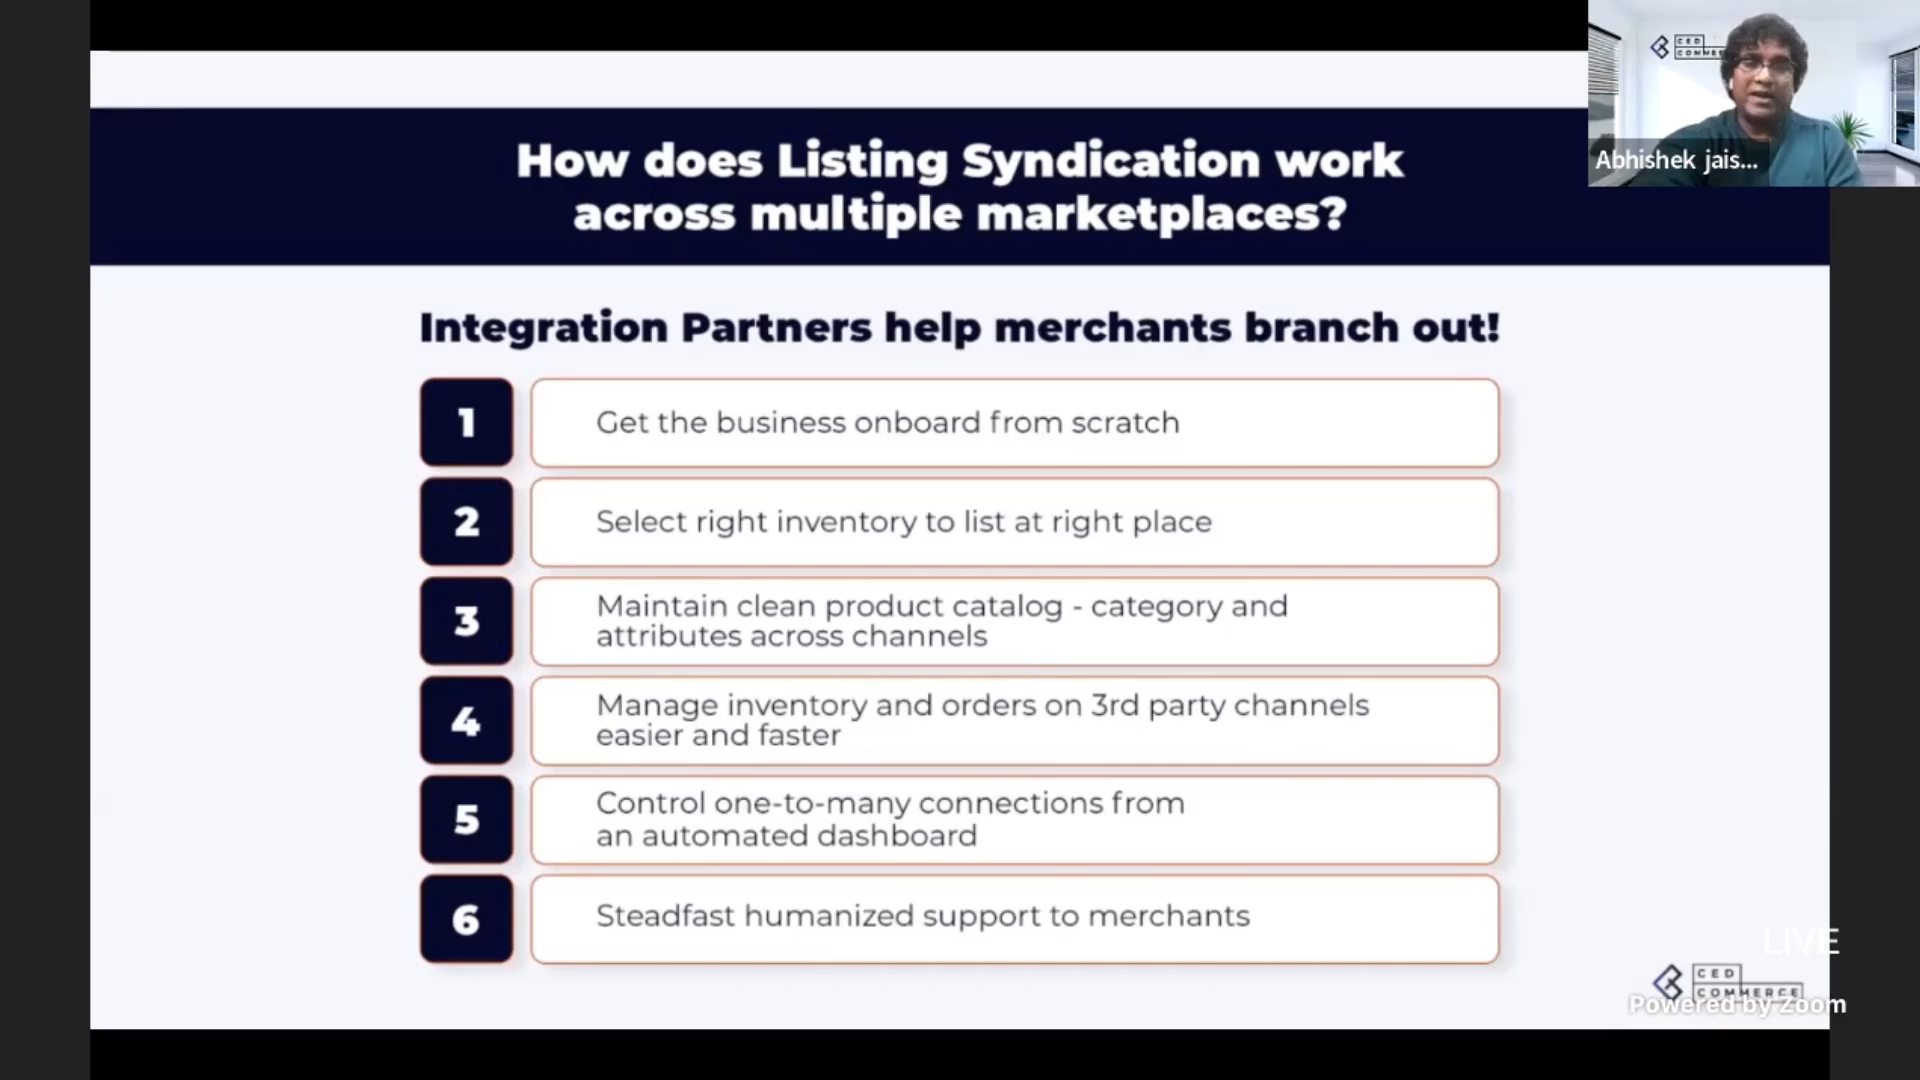 CED
Abhishek jais...
How does Listing Syndication work
across multiple marketplaces?
Integration Partners help merchants branch out!
1
Get the business onboard from scratch
2
Select right inventory to list at right place
3
Maintain clean product catalog - category and
attributes across channels
4
Manage inventory and orders on 3rd party channels
easier and faster
5
Control one-to-many connections from
an automated dashboard
6
Steadfast humanized support to merchants
LIVE
CED
COMMERCE
Powered by Zoom